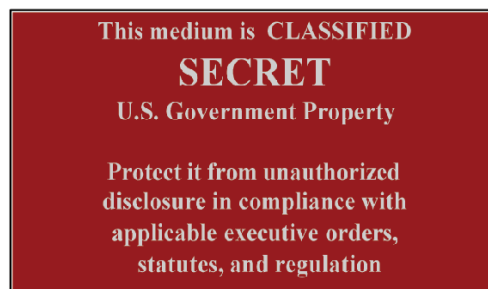 This medium is CLASSIFIED
SECRET
U.S. Government Property
Protect it from unauthorized
disclosure in compliance with
applicable executive orders,
statutes, and regulation